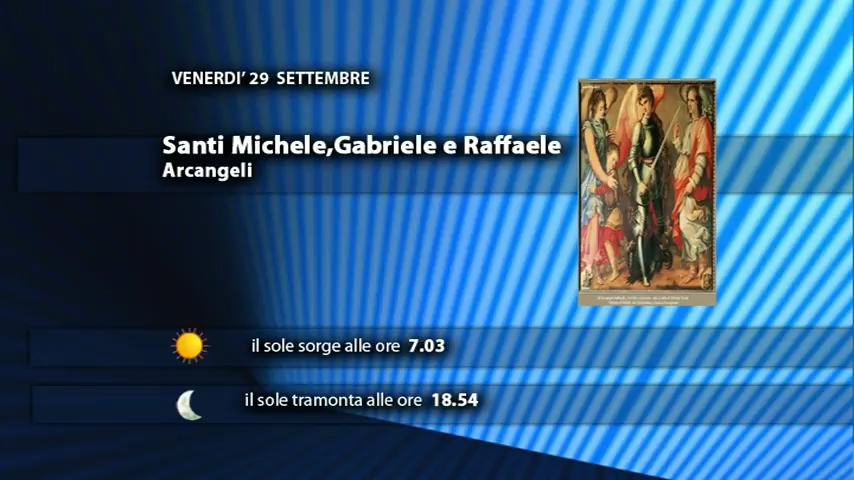 VENERDI' 29 SETTEMBRE
Santi Michele,Gabriele e Raffaele
Arcangeli
il sole sorge alle ore 7.03
il sole tramonta alle ore 18.54